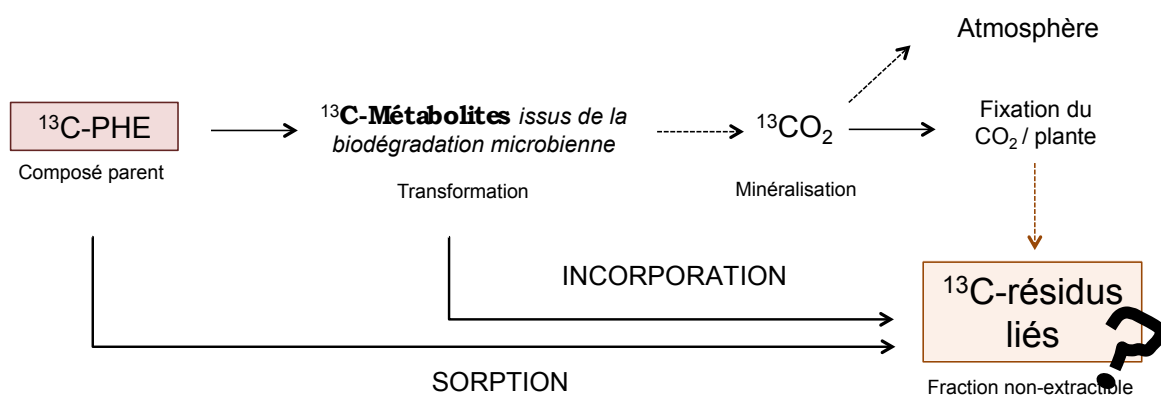 Atmosphère
¹³C-PHE
Composé parent
¹³C-Métabolites issus de la
biodégradation microbienne
Transformation
¹³CO₂
Minéralisation
Fixation du
CO₂ / plante
INCORPORATION
SORPTION
¹³C-résidus
liés
?
Fraction non-extractible